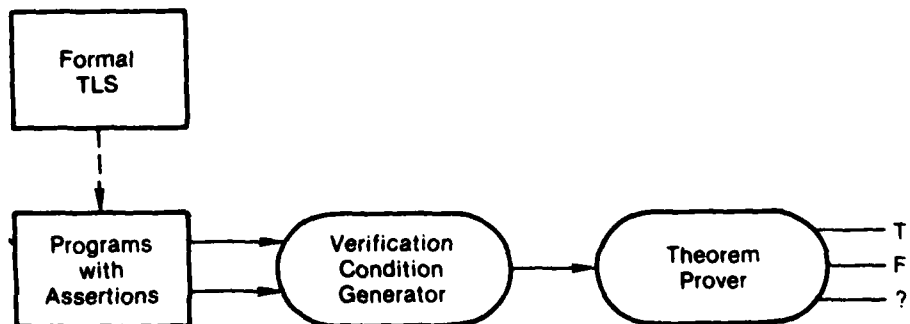 Formal
TLS
Programs
with
Assertions
Verification
Condition
Generator
Theorem
Prover
T
F
?